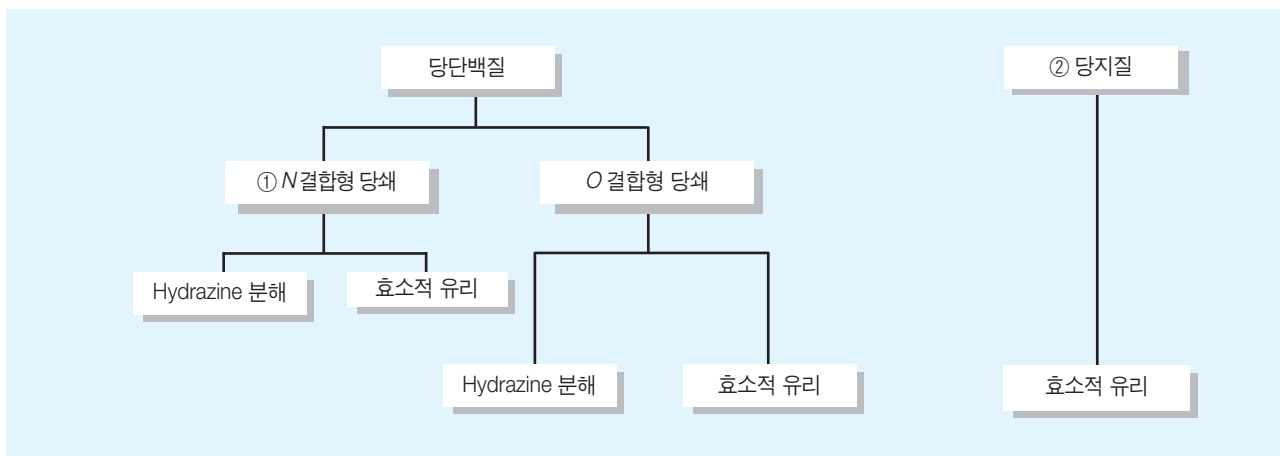 당단백질
② 당지질
① N결합형 당쇄
O 결합형 당쇄
Hydrazine 분해
효소적 유리
Hydrazine 분해
효소적 유리
효소적 유리